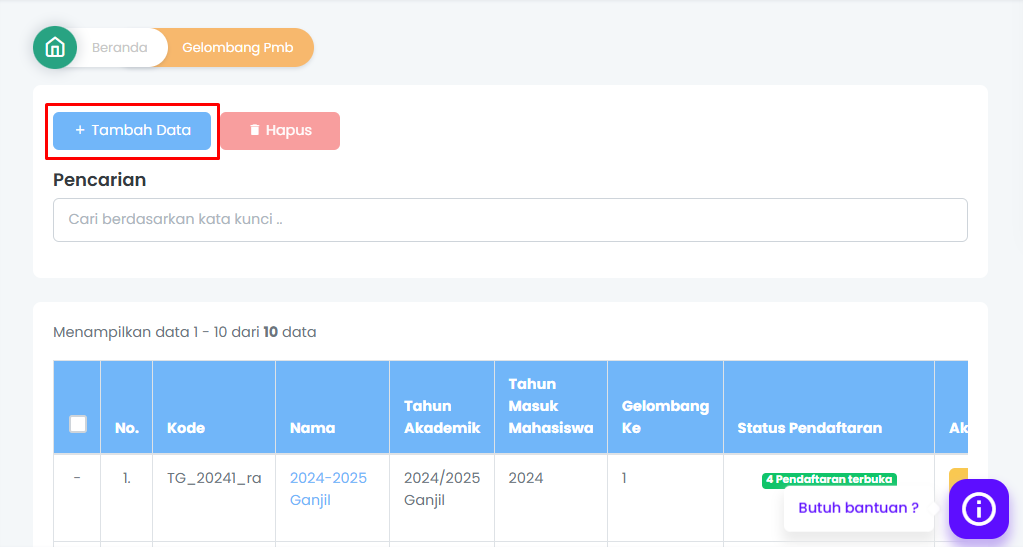 Beranda
Gelombang Pmb
+ Tambah Data
Hapus
Pencarian
Cari berdasarkan kata kunci ..
Menampilkan data 1 - 10 dari 10 data
No.
Kode
Nama
Tahun
Akademik
Tahun
Masuk
Mahasiswa
Gelombang
Ke
Status Pendaftaran
Ak
-
1.
TG_20241_ra
2024-2025
Ganjil
2024/2025
Ganjil
2024
1
4 Pendaftaran terbuka
Butuh bantuan ?